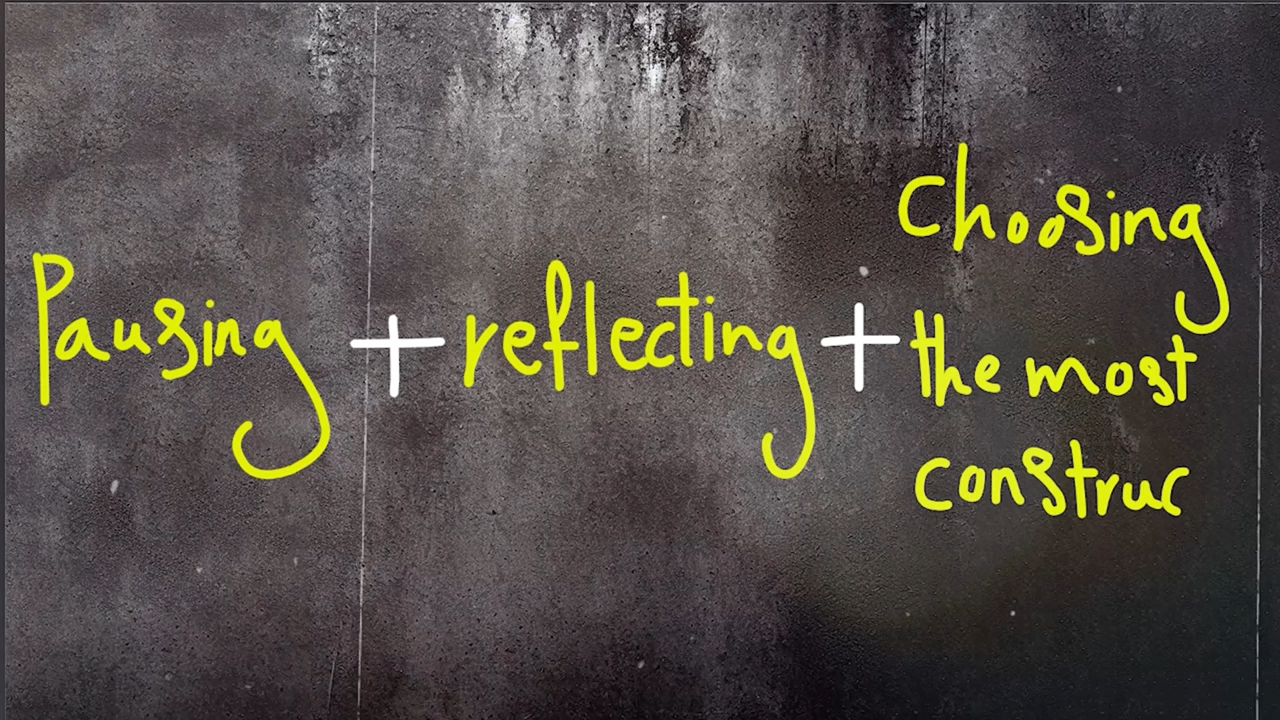 Pausing + reflecting + choosing
the most
construc